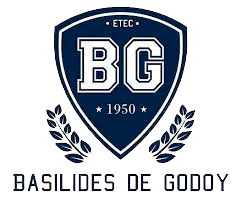 • ETEC •
BG
★ 1950 ★
BASILIDES DE GODOY